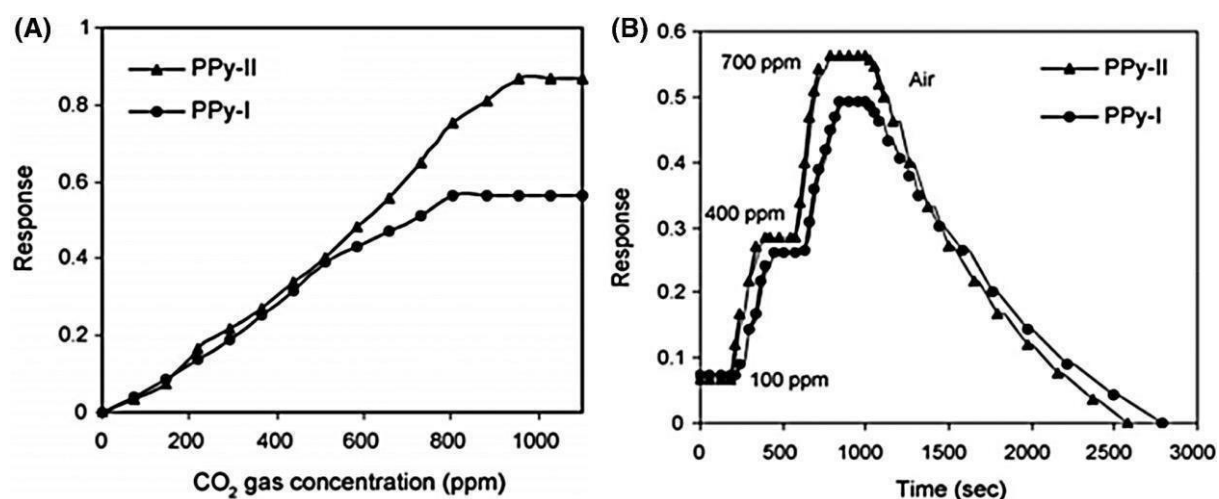 (A)
1
0.8
0.6
0.4
0.2
0
PPy-II
PPy-I
Response
0 200 400 600 800 1000
CO2 gas concentration (ppm)
(B)
0.6
0.5
0.4
0.3
0.2
0.1
0
700 ppm
Air
PPy-II
PPy-I
400 ppm
100 ppm
Response
0 500 1000 1500 2000 2500 3000
Time (sec)